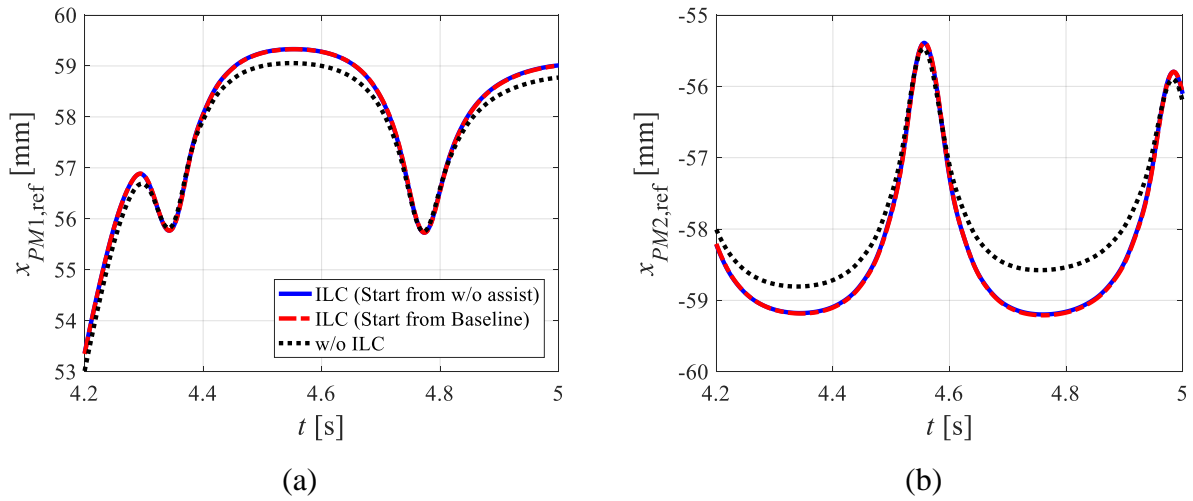 60
59
58
57
56
55
54
53
x_{PM1,ref} [mm]
ILC (Start from w/o assist)
ILC (Start from Baseline)
w/o ILC
4.2
4.4
4.6
4.8
5
t [s]
(a)
-55
-56
-57
-58
-59
-60
x_{PM2,ref} [mm]
4.2
4.4
4.6
4.8
5
t [s]
(b)